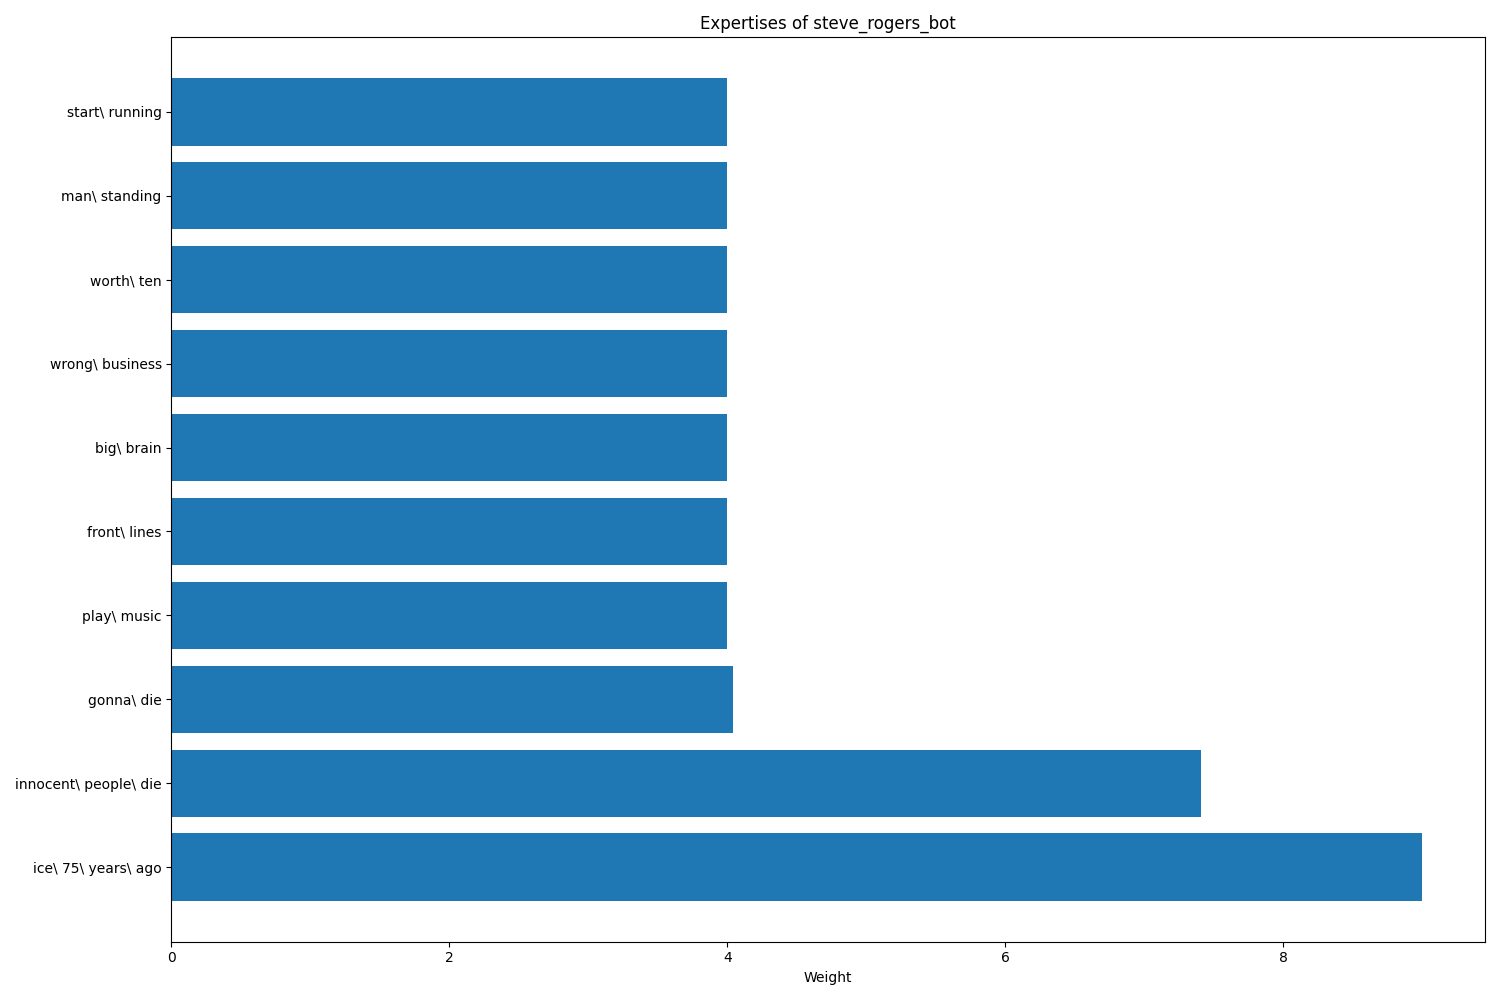 Expertises of steve_rogers_bot
start\ running
man\ standing
worth\ ten
wrong\ business
big\ brain
front\ lines
play\ music
gonna\ die
innocent\ people\ die
ice\ 75\ years\ ago
0 2 4 6 8
Weight